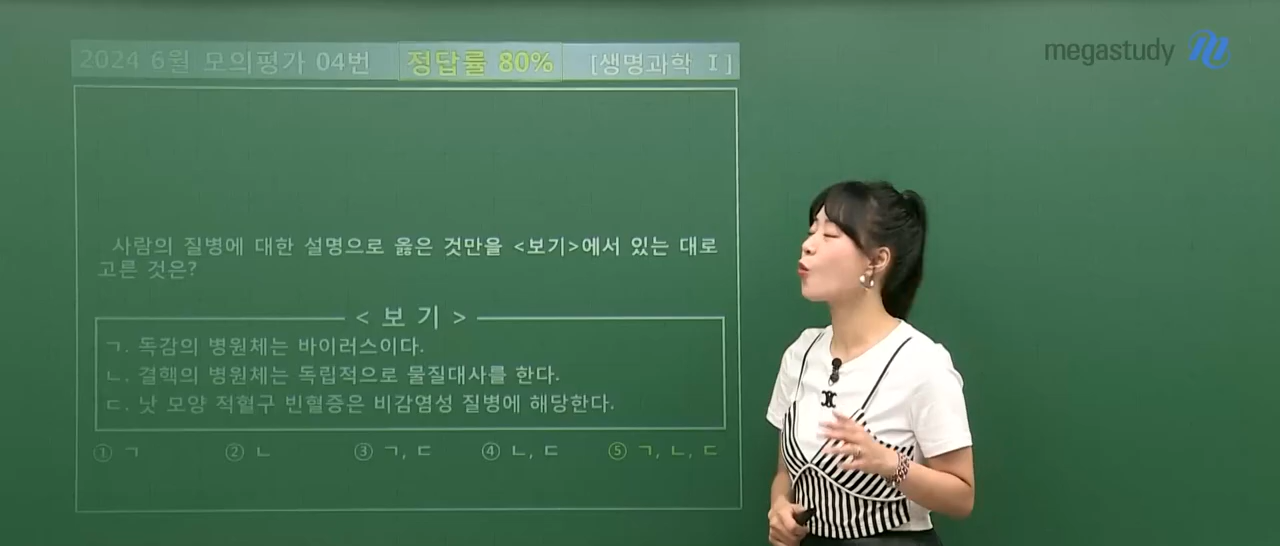 2024 6월 모의평가 04번 정답률 80% [생명과학 I]
megastudy
사람의 질병에 대한 설명으로 옳은 것만을 <보기>에서 있는 대로
고른 것은?
< 보 기 >
ㄱ. 독감의 병원체는 바이러스이다.
ㄴ. 결핵의 병원체는 독립적으로 물질대사를 한다.
ㄷ. 낫 모양 적혈구 빈혈증은 비감염성 질병에 해당한다.
① ㄱ ② ㄴ ③ ㄱ, ㄷ ④ ㄴ, ㄷ ⑤ ㄱ, ㄴ, ㄷ